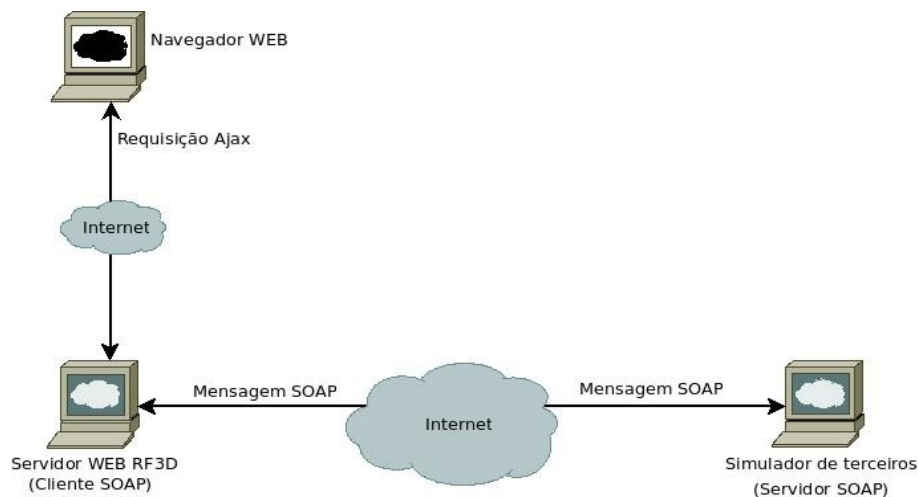 Navegador WEB
Requisição Ajax
Internet
Mensagem SOAP
Mensagem SOAP
Internet
Servidor WEB RF3D
(Cliente SOAP)
Simulador de terceiros
(Servidor SOAP)